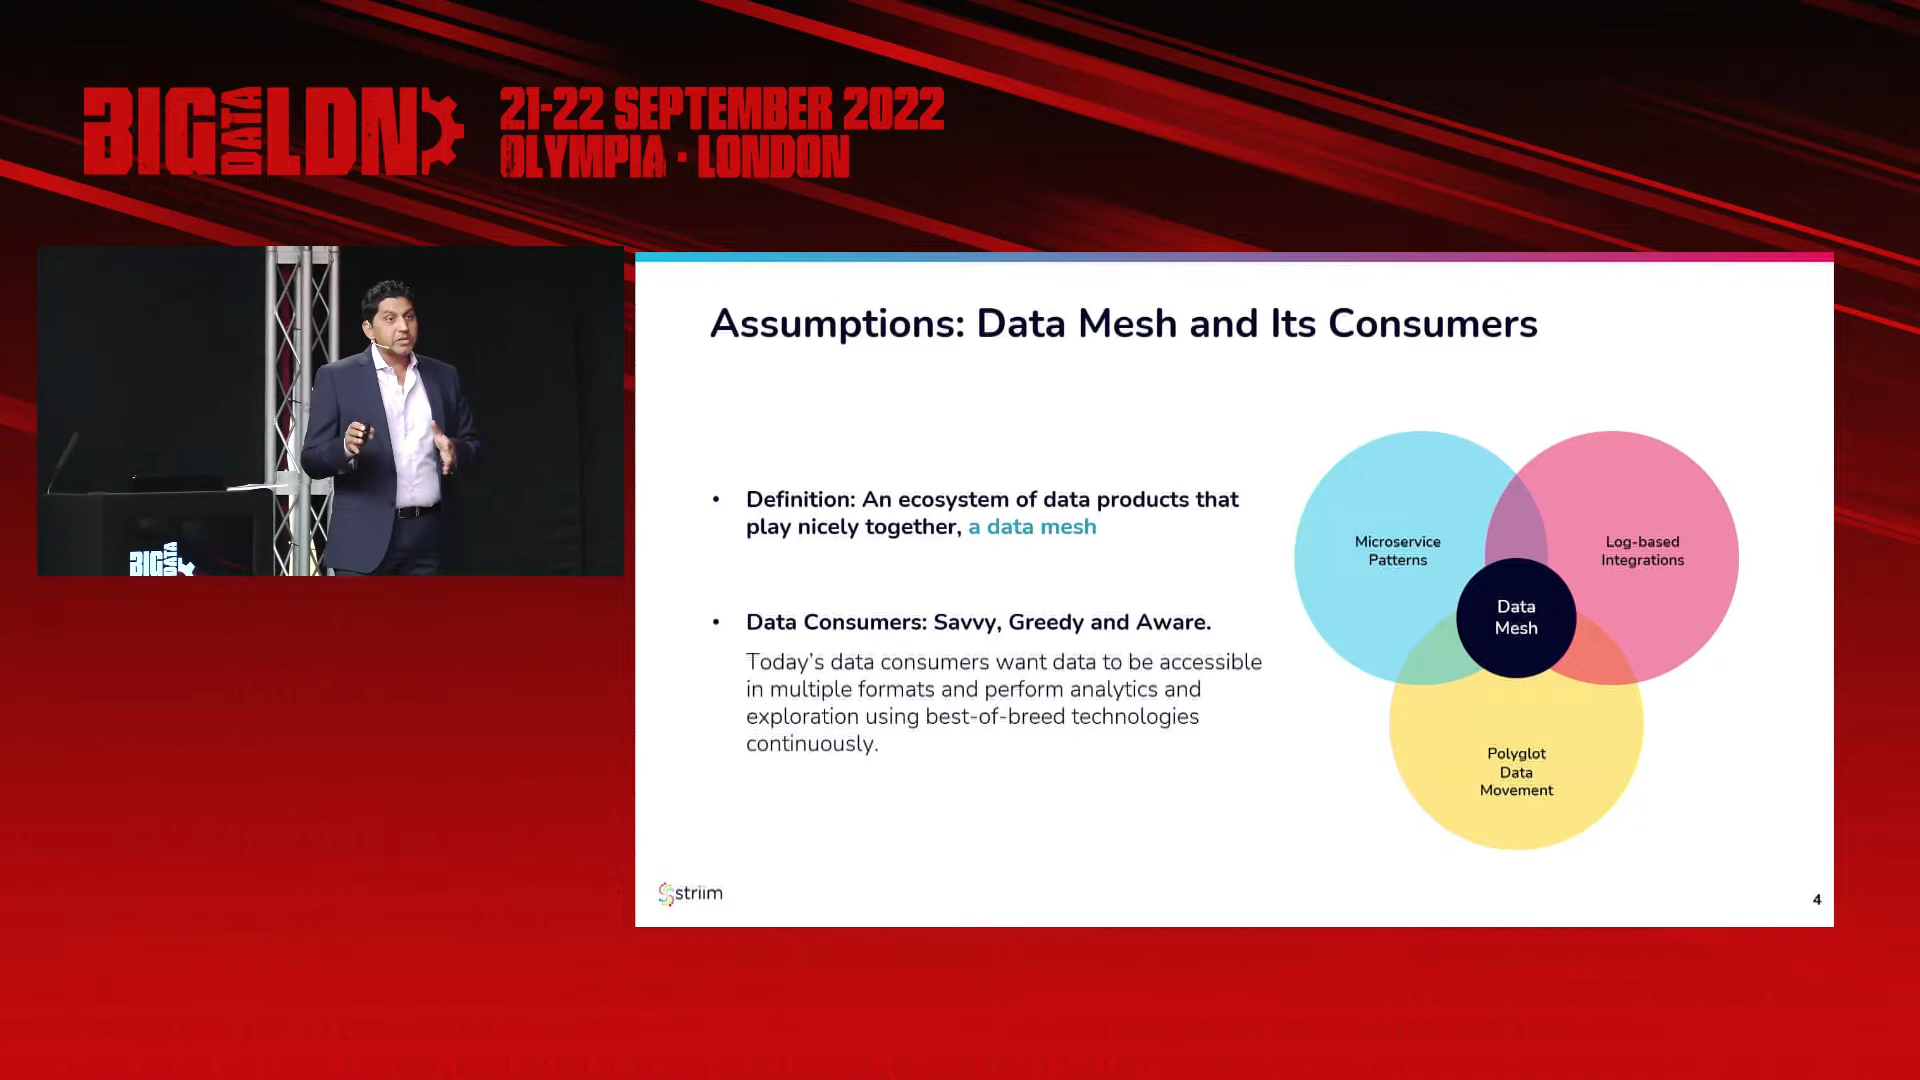 BIG DATA LDN
21-22 SEPTEMBER 2022
OLYMPIA · LONDON
BIG DATA
Assumptions: Data Mesh and Its Consumers
• Definition: An ecosystem of data products that
play nicely together, a data mesh
• Data Consumers: Savvy, Greedy and Aware.
Today’s data consumers want data to be accessible
in multiple formats and perform analytics and
exploration using best-of-breed technologies
continuously.
Microservice
Patterns
Log-based
Integrations
Data
Mesh
Polyglot
Data
Movement
striim
4